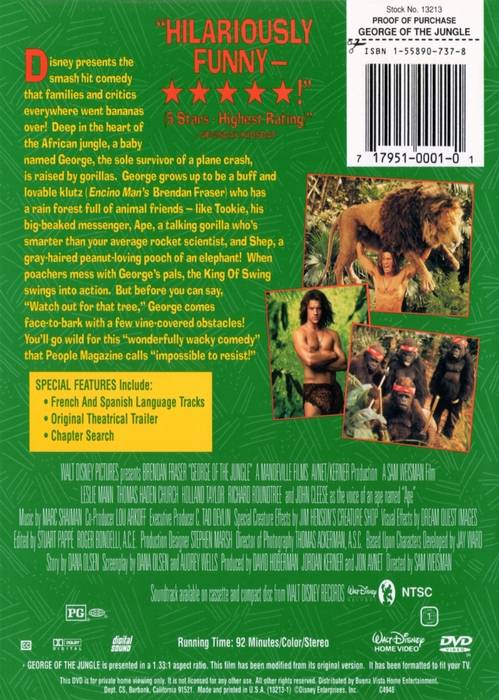 Stock No. 13213
PROOF OF PURCHASE
GEORGE OF THE JUNGLE
ISBN 1-55890-737-8
7 17951-0001-0 1
"HILARIOUSLY
FUNNY—
★★★★★!"
(5 Stars : Highest Rating)
Disney presents the
smash hit comedy
that families and critics
everywhere went bananas
over! Deep in the heart of
the African jungle, a baby
named George, the sole survivor of a plane crash,
is raised by gorillas. George grows up to be a buff and
lovable klutz (Encino Man's Brendan Fraser) who has
a rain forest full of animal friends – like Tookie, his
big-beaked messenger, Ape, a talking gorilla who's
smarter than your average rocket scientist, and Shep, a
gray-haired peanut-loving pooch of an elephant! When
poachers mess with George's pals, the King Of Swing
swings into action. But before you can say,
"Watch out for that tree," George comes
face-to-bark with a few vine-covered obstacles!
You'll go wild for this "wonderfully wacky comedy"
that People Magazine calls "impossible to resist!"
SPECIAL FEATURES Include:
• French And Spanish Language Tracks
• Original Theatrical Trailer
• Chapter Search
WALT DISNEY PICTURES presents BRENDAN FRASER "GEORGE OF THE JUNGLE" A MANDEVILLE FILMS AVNET/KERNER Production A SAM WEISMAN Film
LESLIE MANN THOMAS HADEN CHURCH HOLLAND TAYLOR RICHARD ROUNDTREE and JOHN CLEESE as the voice of an ape named "Ape"
Music by MARC SHAIMAN Co-Producer LOU ARKOFF Executive Producer C. TAD DEVLIN Special Creature Effects by JIM HENSON'S CREATURE SHOP Visual Effects by DREAM QUEST IMAGES
Edited by STUART PAPPÉ ROGER BONDELLI, A.C.E. Production Designer STEPHEN MARSH Director of Photography THOMAS ACKERMAN, A.S.C. Based Upon Characters Developed by JAY WARD
Story by DANA OLSEN Screenplay by DANA OLSEN and AUDREY WELLS Produced by DAVID HOBERMAN JORDAN KERNER and JON AVNET Directed by SAM WEISMAN
Soundtrack available on cassette and compact disc from WALT DISNEY RECORDS Walt Disney NTSC
PG
DOLBY DIGITAL
digital SOUND
Running Time: 92 Minutes/Color/Stereo
1
WALT DISNEY HOME VIDEO
DVD VIDEO
GEORGE OF THE JUNGLE is presented in a 1.33:1 aspect ratio. This film has been modified from its original version. It has been formatted to fit your TV.
This DVD is for private home viewing only. It is not licensed for any other use. All other rights reserved. Distributed by Buena Vista Home Entertainment.
Dept. CS, Burbank, California 91521. Made and printed in U.S.A. (13213-1) ©Disney Enterprises, Inc. C4948